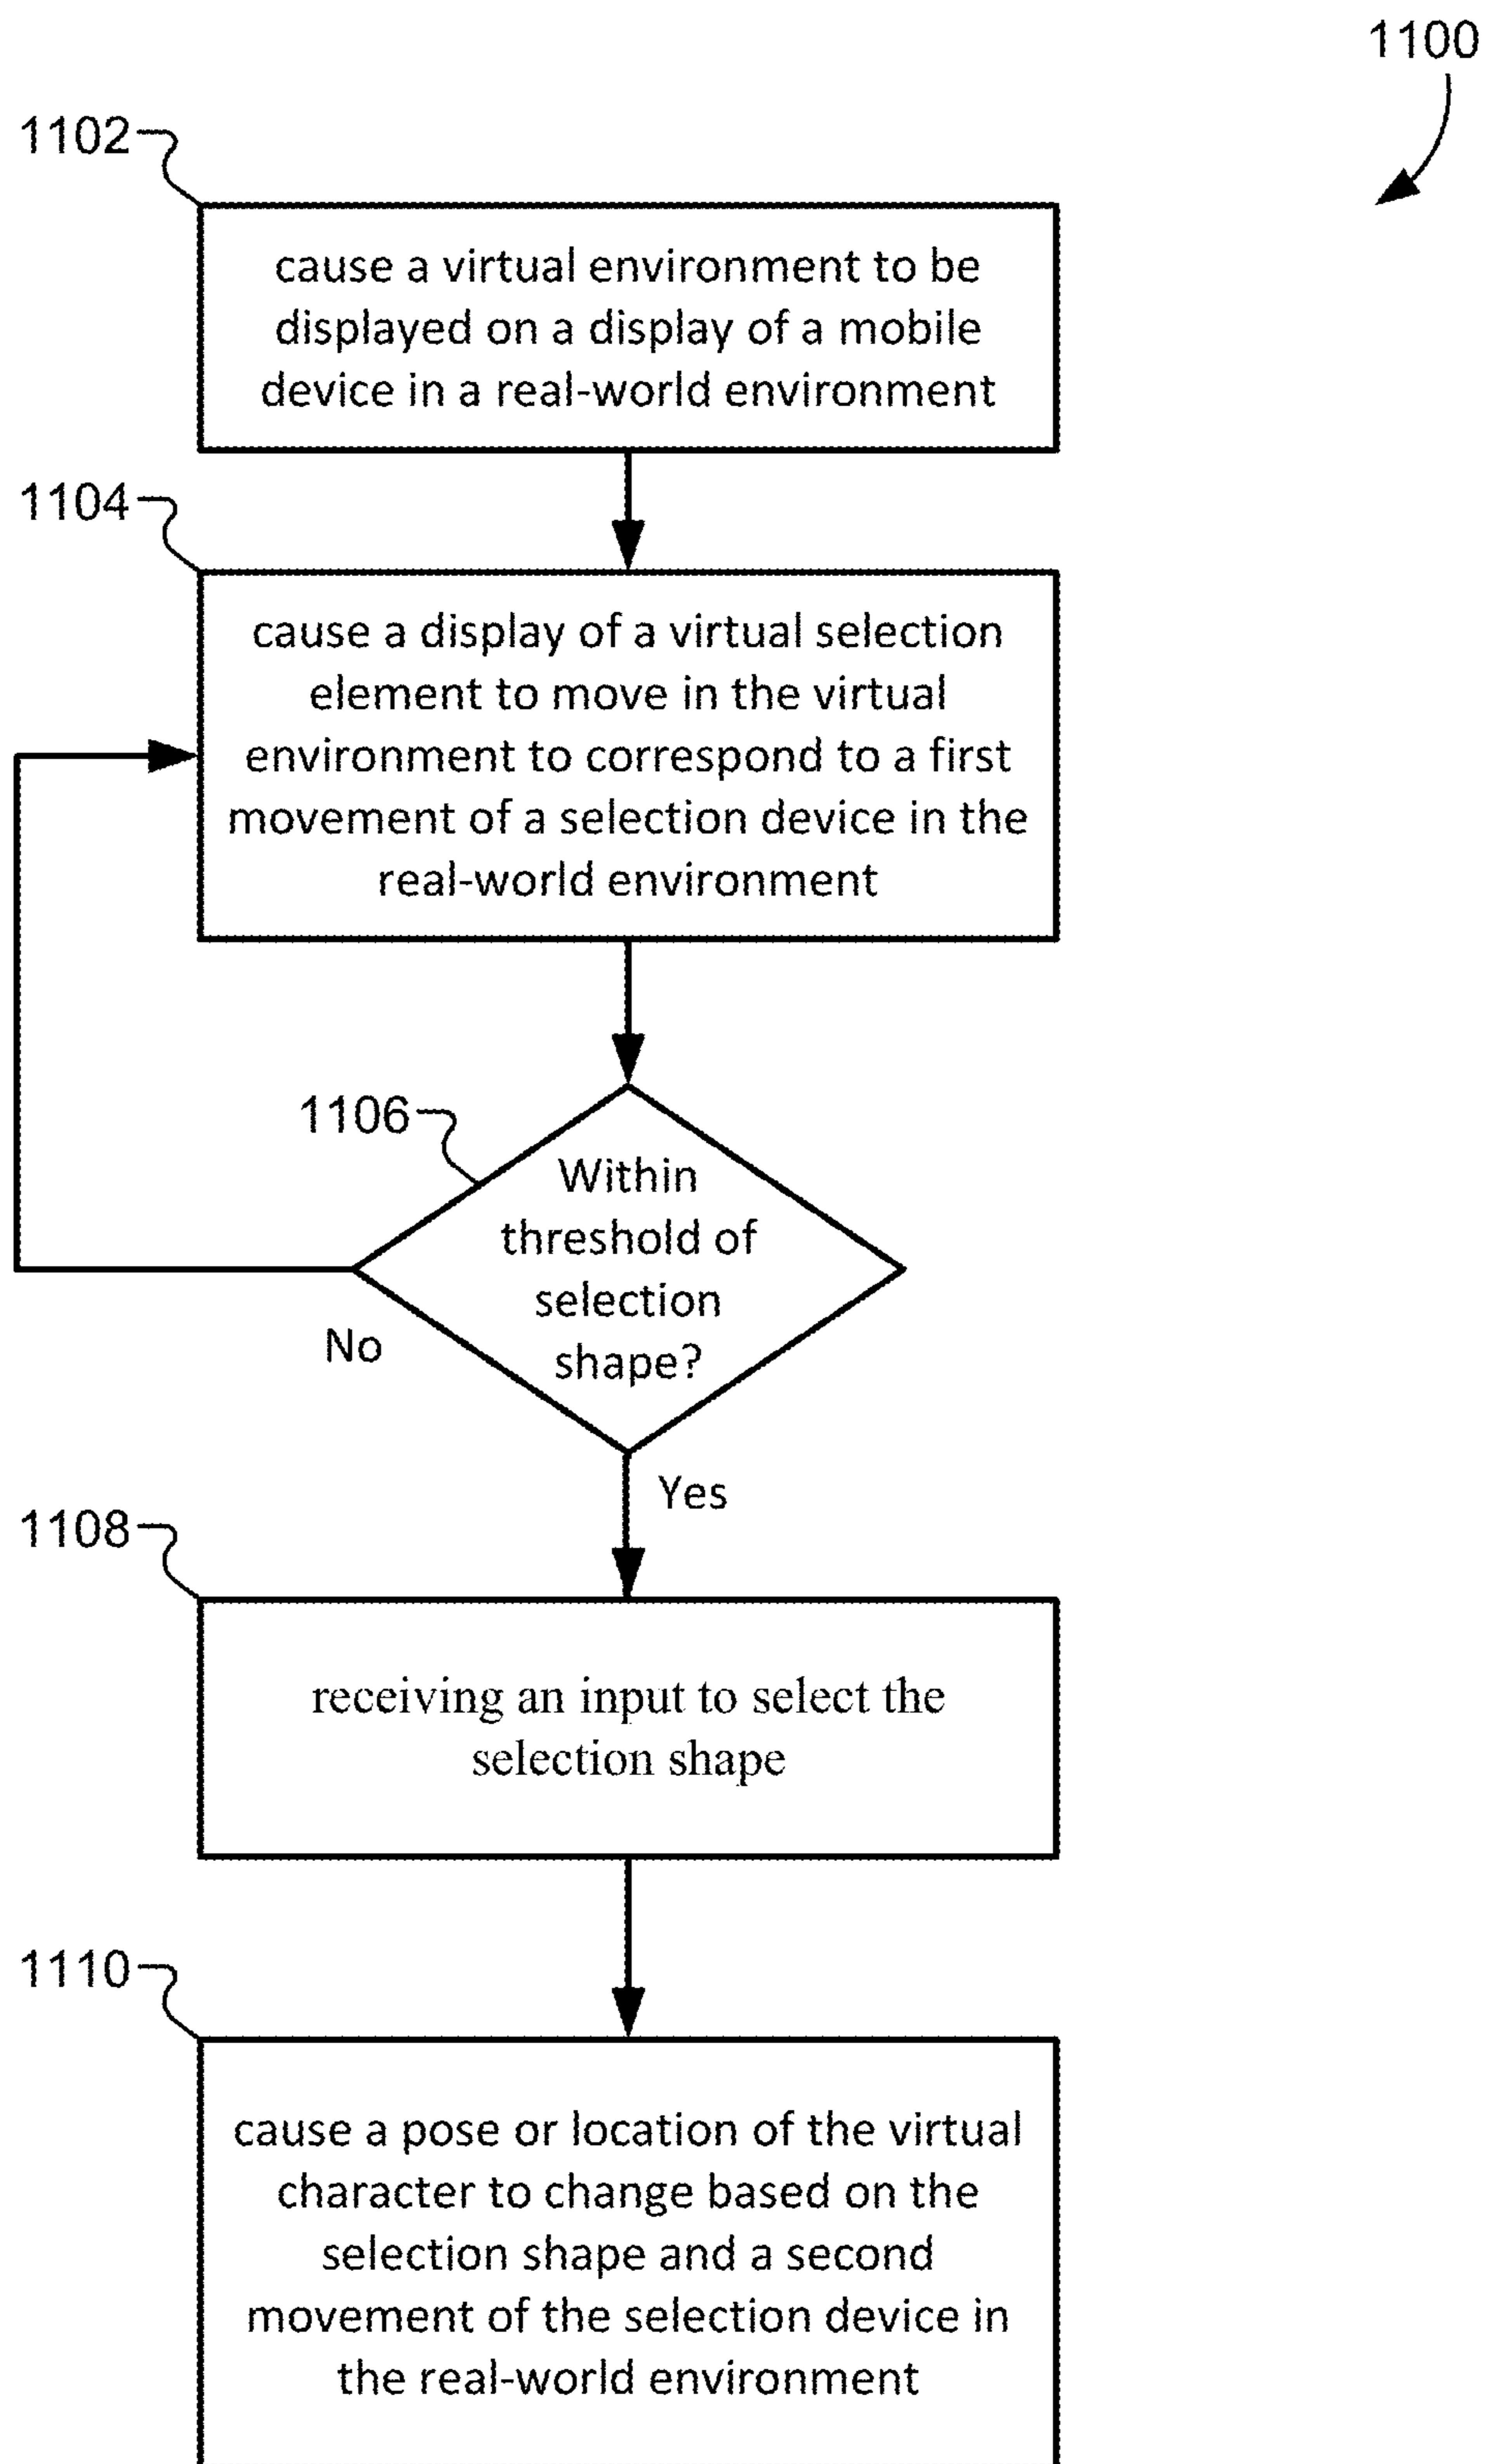 1100
1102
cause a virtual environment to be
displayed on a display of a mobile
device in a real-world environment
1104
cause a display of a virtual selection
element to move in the virtual
environment to correspond to a first
movement of a selection device in the
real-world environment
1106
Within
threshold of
selection
shape?
No
Yes
1108
receiving an input to select the
selection shape
1110
cause a pose or location of the virtual
character to change based on the
selection shape and a second
movement of the selection device in
the real-world environment